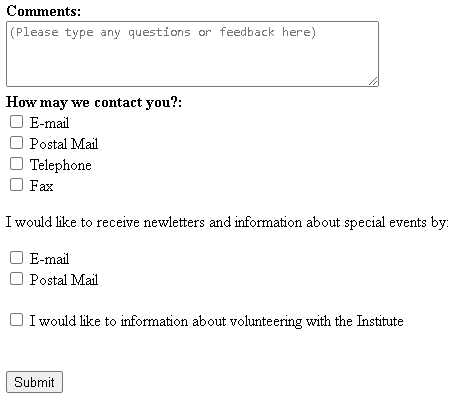 Comments:
(Please type any questions or feedback here)
How may we contact you?:
E-mail
Postal Mail
Telephone
Fax
I would like to receive newletters and information about special events by:
E-mail
Postal Mail
I would like to information about volunteering with the Institute
Submit